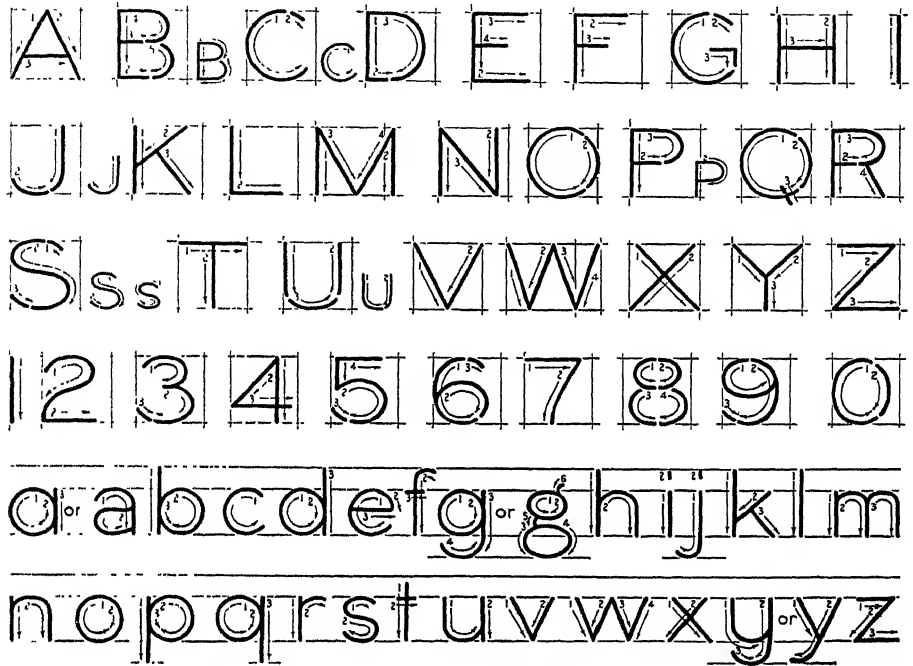 A B B C C D E F G H I
J J K L M N O P P Q R
S S S T U U V W X Y Z
1 2 3 4 5 6 7 8 9 0
a or a b c d e f g or g h i j k l m
n o p q r s t u v w x y or y z